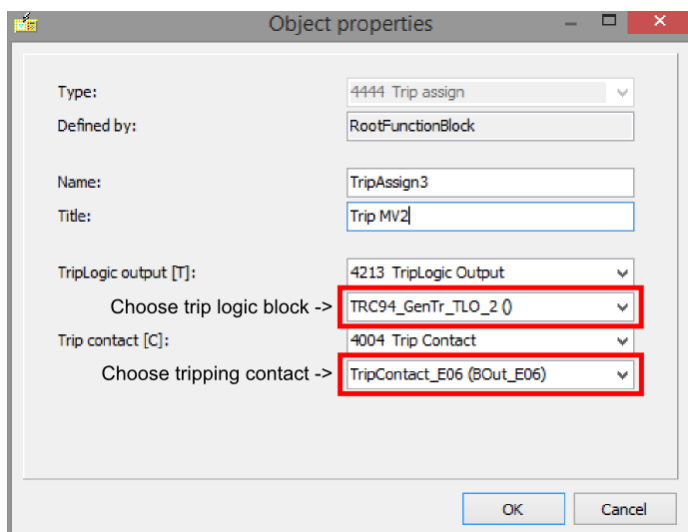 Object properties
Type: 4444 Trip assign
Defined by: RootFunctionBlock
Name: TripAssign3
Title: Trip MV2
TripLogic output [T]: 4213 TripLogic Output
Choose trip logic block -> TRC94_GenTr_TLO_2 ()
Trip contact [C]: 4004 Trip Contact
Choose tripping contact -> TripContact_E06 (BOut_E06)
OK Cancel